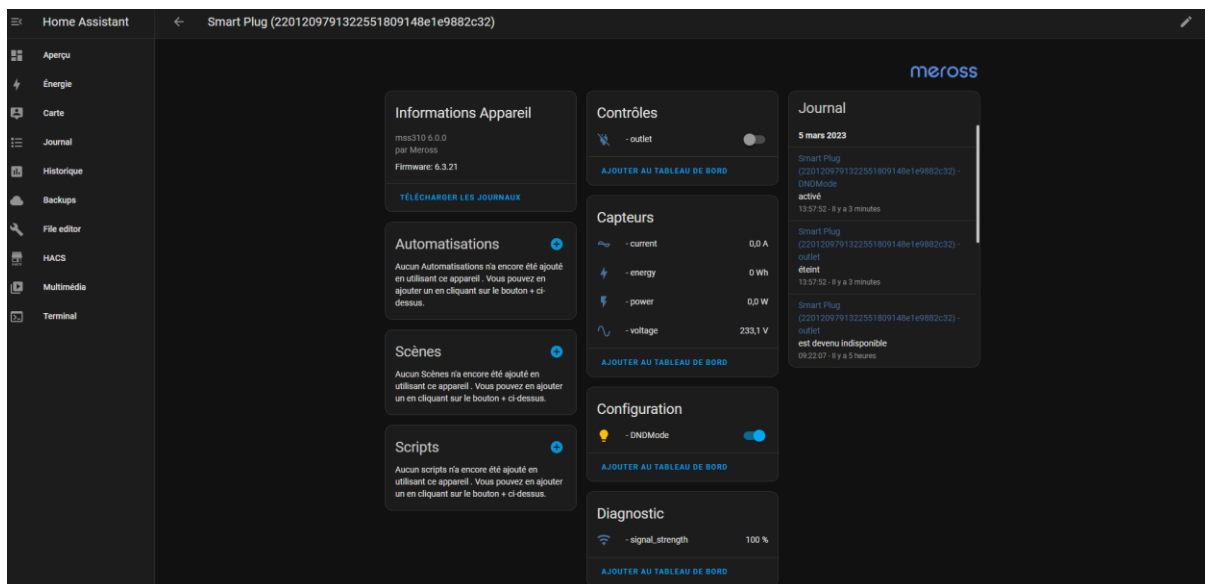 Home Assistant
Smart Plug (2201209791322551809148e1e9882c32)
Aperçu
Énergie
Carte
Journal
Historique
Backups
File editor
HACS
Multimédia
Terminal
meross
Informations Appareil
mss310 6.0.0
par Meross
Firmware: 6.3.21
TÉLÉCHARGER LES JOURNAUX
Automatisations
Aucun Automatisations n'a encore été ajouté
en utilisant ce appareil . Vous pouvez en
ajouter un en cliquant sur le bouton + ci-
dessus.
Scènes
Aucun Scènes n'a encore été ajouté en
utilisant ce appareil . Vous pouvez en ajouter
un en cliquant sur le bouton + ci-dessus.
Scripts
Aucun scripts n'a encore été ajouté en
utilisant ce appareil . Vous pouvez en ajouter
un en cliquant sur le bouton + ci-dessus.
Contrôles
- outlet
AJOUTER AU TABLEAU DE BORD
Capteurs
- current 0,0 A
- energy 0 Wh
- power 0,0 W
- voltage 233,1 V
AJOUTER AU TABLEAU DE BORD
Configuration
- DNDMode
AJOUTER AU TABLEAU DE BORD
Diagnostic
- signal_strength 100 %
AJOUTER AU TABLEAU DE BORD
Journal
5 mars 2023
Smart Plug
(2201209791322551809148e1e9882c32) -
DNDMode
activé
13:57:52 - Il y a 3 minutes
Smart Plug
(2201209791322551809148e1e9882c32) -
outlet
éteint
13:57:52 - Il y a 3 minutes
Smart Plug
(2201209791322551809148e1e9882c32) -
outlet
est devenu indisponible
09:22:07 - Il y a 5 heures